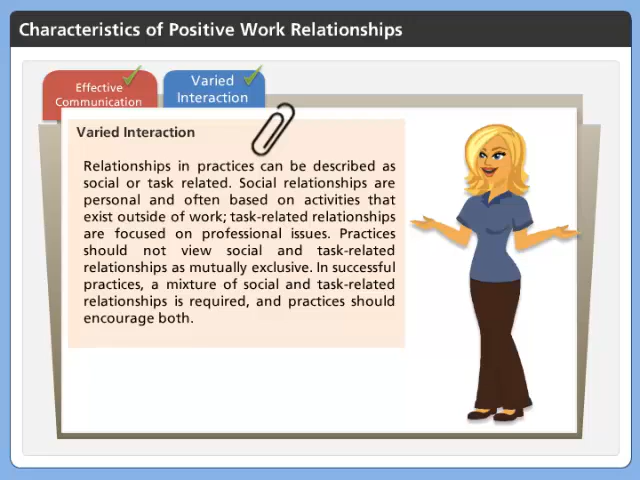 Characteristics of Positive Work Relationships
Effective
Communication
Varied
Interaction
Varied Interaction
Relationships in practices can be described as
social or task related. Social relationships are
personal and often based on activities that
exist outside of work; task-related relationships
are focused on professional issues. Practices
should not view social and task-related
relationships as mutually exclusive. In successful
practices, a mixture of social and task-related
relationships is required, and practices should
encourage both.